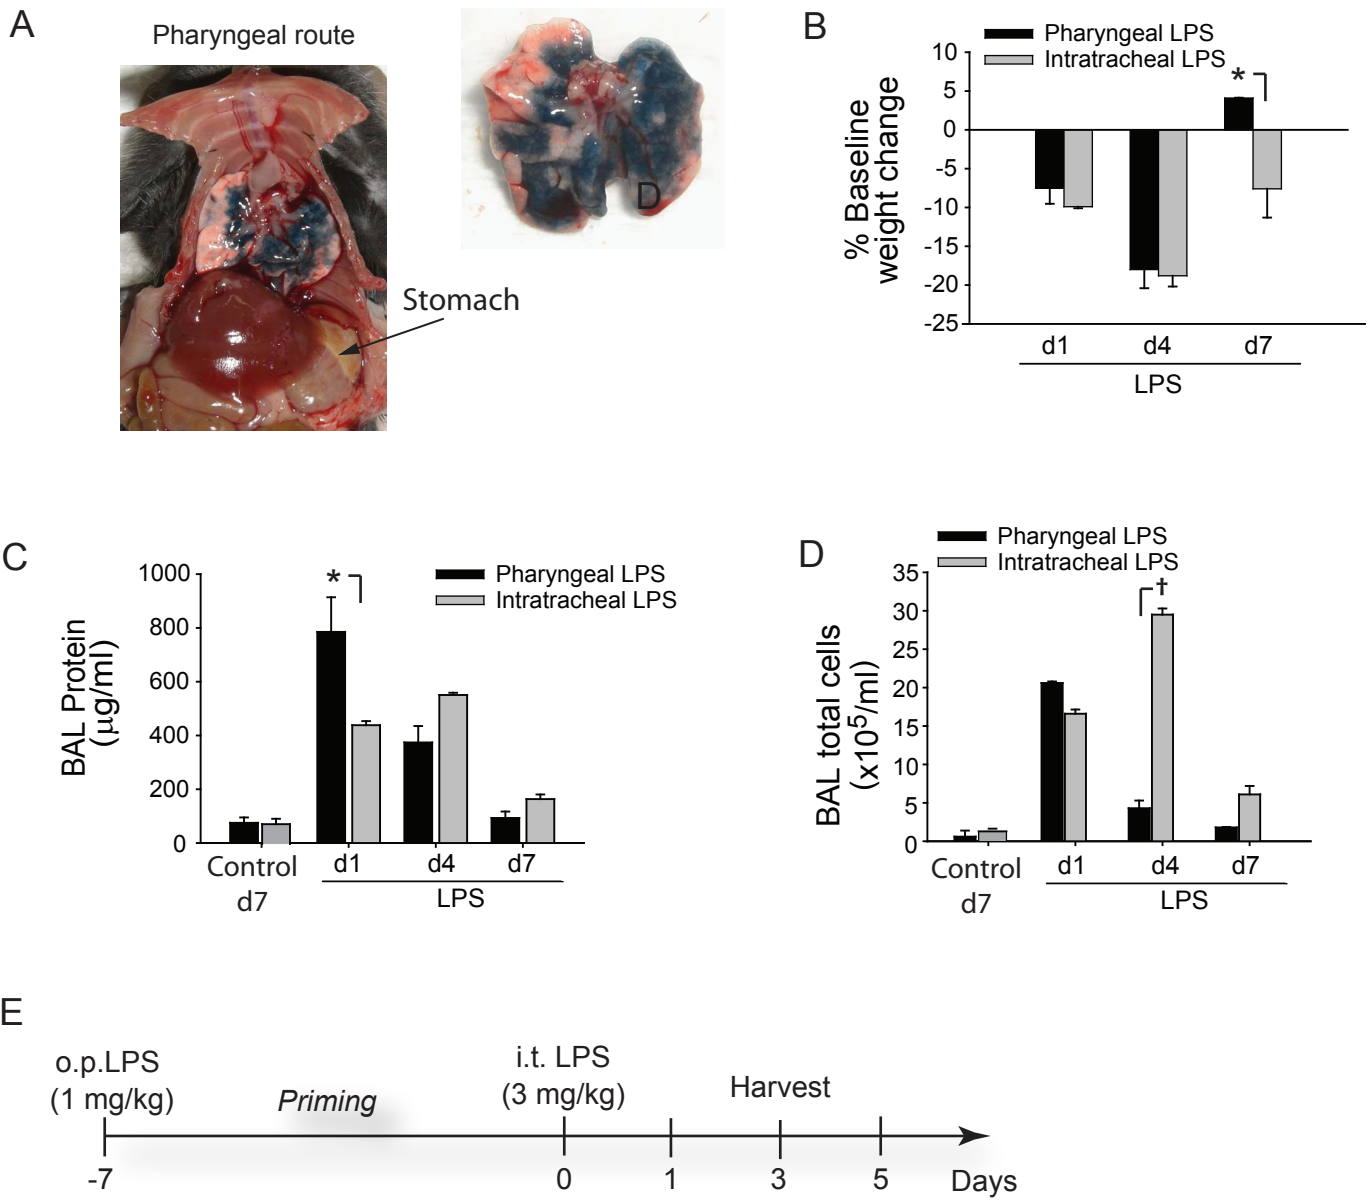 A
Pharyngeal route
D
Stomach
B
Pharyngeal LPS
Intratracheal LPS
% Baseline
weight change
10
5
0
-5
-10
-15
-20
-25
*
d1 d4 d7
LPS
C
Pharyngeal LPS
Intratracheal LPS
BAL Protein
(µg/ml)
1000
800
600
400
200
0
*
Control d1 d4 d7
d7
LPS
D
Pharyngeal LPS
Intratracheal LPS
BAL total cells
(x10⁵/ml)
35
30
25
20
15
10
5
0
†
Control d1 d4 d7
d7
LPS
E
o.p.LPS
(1 mg/kg)
Priming
i.t. LPS
(3 mg/kg)
Harvest
-7 0 1 3 5 Days